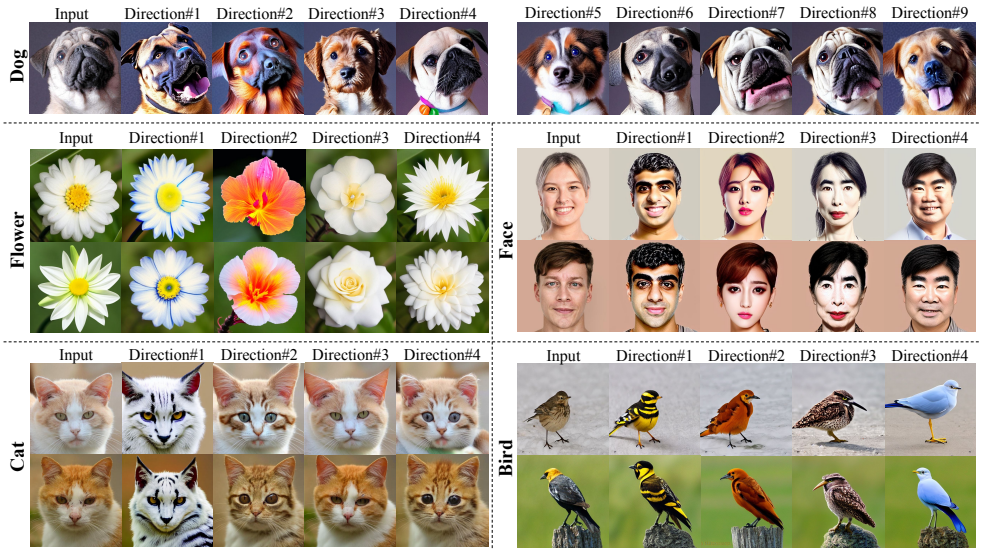 Input Direction#1 Direction#2 Direction#3 Direction#4 Direction#5 Direction#6 Direction#7 Direction#8 Direction#9
Dog
Input Direction#1 Direction#2 Direction#3 Direction#4
Flower
Input Direction#1 Direction#2 Direction#3 Direction#4
Face
Input Direction#1 Direction#2 Direction#3 Direction#4
Cat
Input Direction#1 Direction#2 Direction#3 Direction#4
Bird